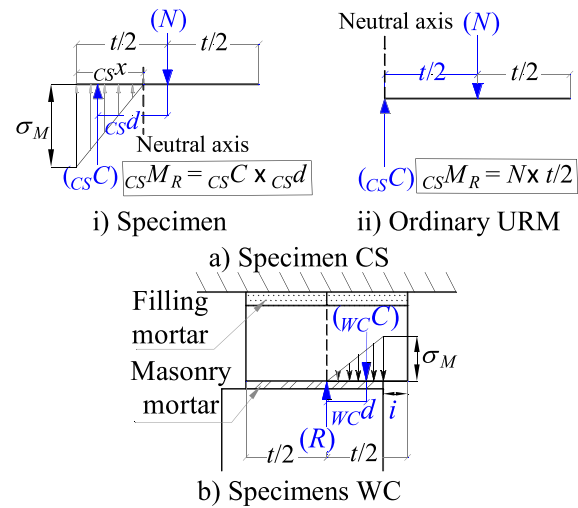 (N)
t/2 t/2
CSx
σM
CSd
Neutral axis
(CSC)
CSMR = CSC x CSd
i) Specimen
Neutral axis
(N)
t/2 t/2
(CSC)
CSMR = Nx t/2
ii) Ordinary URM
a) Specimen CS
Filling
mortar
(WCC)
σM
Masonry
mortar
WCd
i
(R)
t/2 t/2
b) Specimens WC